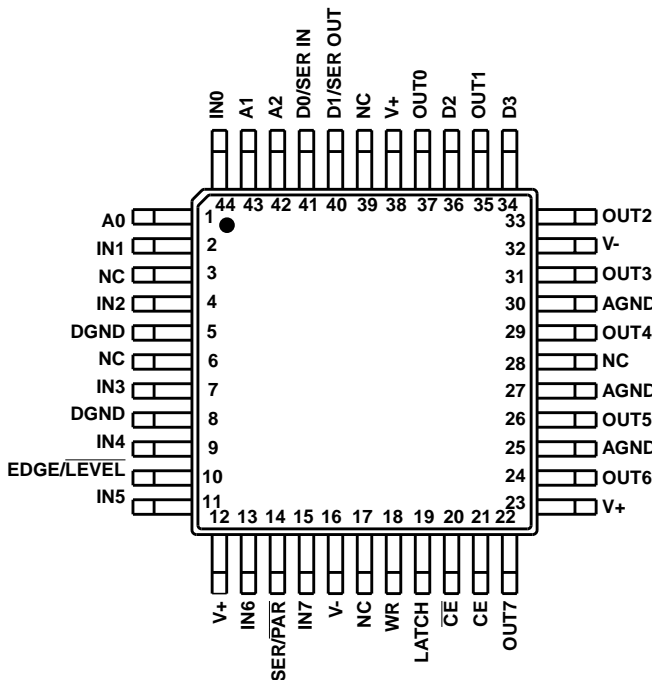 IN0
A1
A2
D0/SER IN
D1/SER OUT
NC
V+
OUT0
D2
OUT1
D3
44 43 42 41 40 39 38 37 36 35 34
A0 1
IN1 2
NC 3
IN2 4
DGND 5
NC 6
IN3 7
DGND 8
IN4 9
EDGE/L̅E̅V̅E̅L̅ 10
IN5 11
33 OUT2
32 V-
31 OUT3
30 AGND
29 OUT4
28 NC
27 AGND
26 OUT5
25 AGND
24 OUT6
23 V+
12 13 14 15 16 17 18 19 20 21 22
V+
IN6
SER/P̅A̅R̅
IN7
V-
NC
WR
LATCH
C̅E̅
CE
OUT7